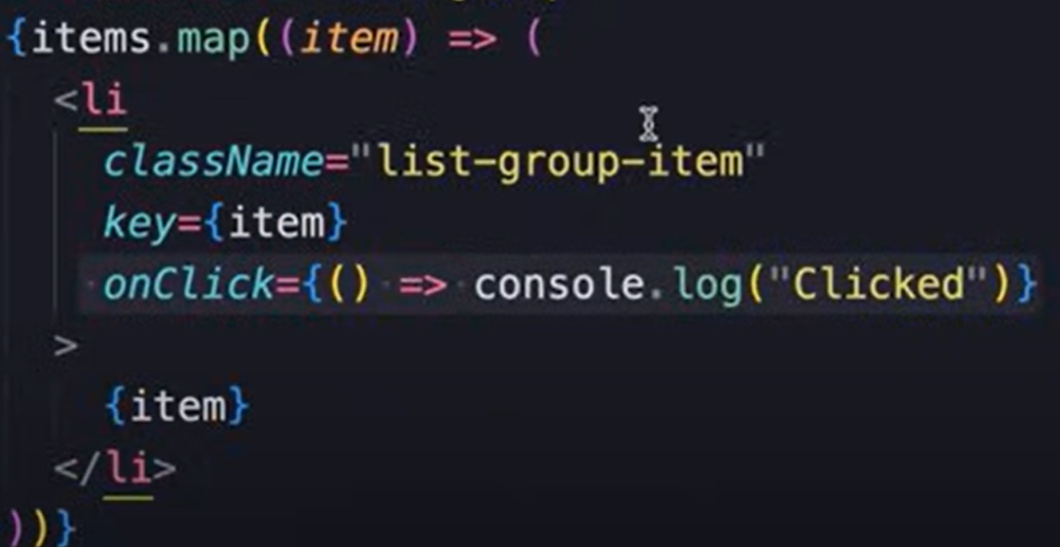 {items.map((item) => (
<li
className="list-group-item"
key={item}
onClick={() => console.log("Clicked")}
>
{item}
</li>
))}